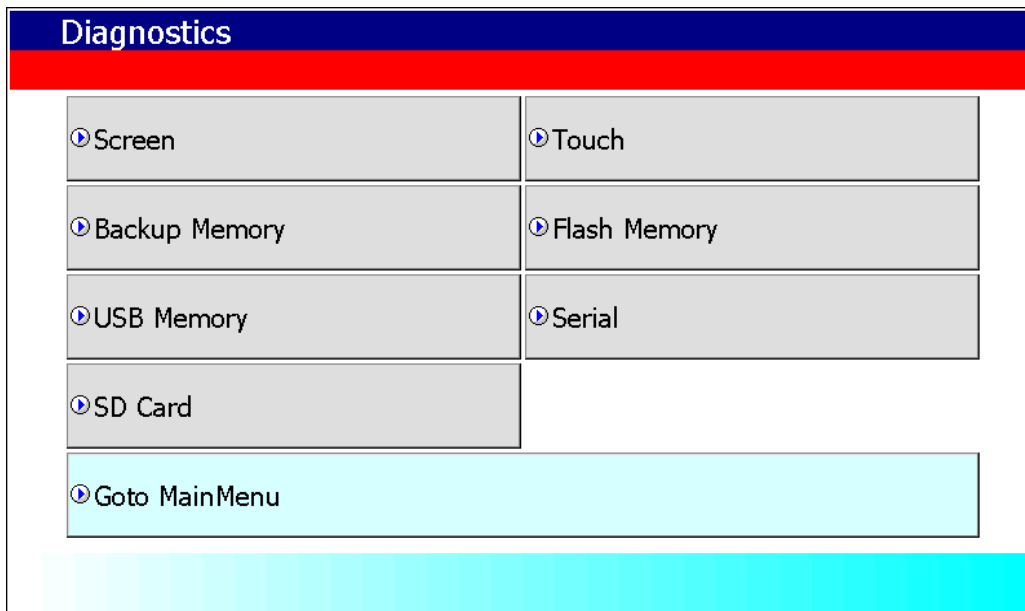 Diagnostics
Screen
Touch
Backup Memory
Flash Memory
USB Memory
Serial
SD Card
Goto MainMenu